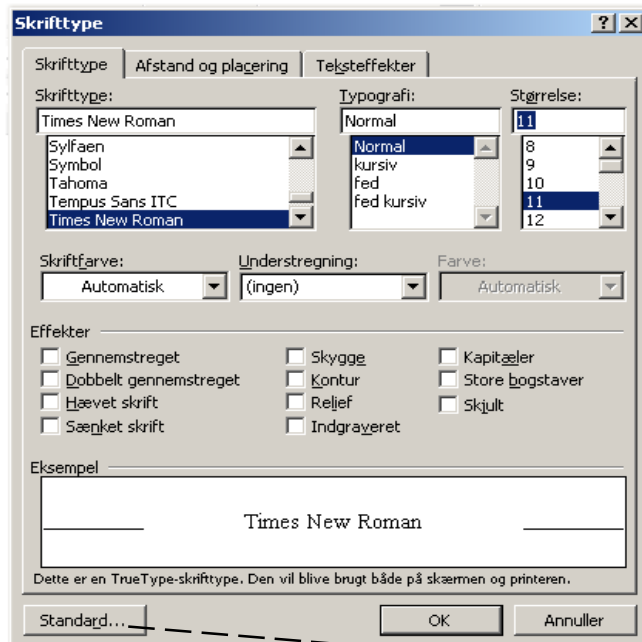 Skrifttype
Skrifttype Afstand og placering Teksteffekter
Skrifttype: Typografi: Størrelse:
Times New Roman Normal 11
Sylfaen Normal 8
Symbol kursiv 9
Tahoma fed 10
Tempus Sans ITC fed kursiv 11
Times New Roman 12
Skriftfarve: Understregning: Farve:
Automatisk (ingen) Automatisk
Effekter
Gennemstreget Skygge Kapitæler
Dobbelt gennemstreget Kontur Store bogstaver
Hævet skrift Relief Skjult
Sænket skrift Indgraveret
Eksempel
Times New Roman
Dette er en TrueType-skrifttype. Den vil blive brugt både på skærmen og printeren.
Standard... OK Annuller